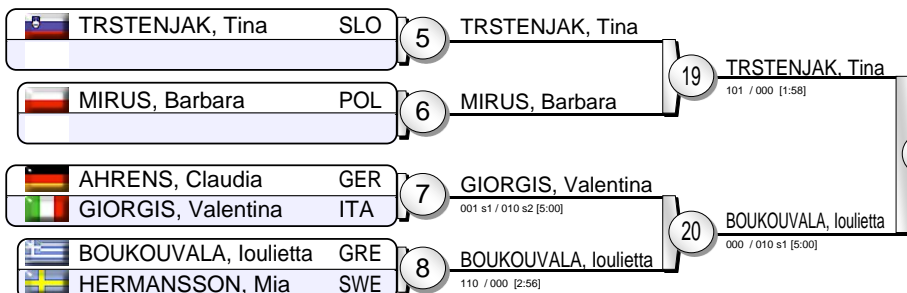 TRSTENJAK, Tina SLO
5
TRSTENJAK, Tina
MIRUS, Barbara POL
6
MIRUS, Barbara
19
TRSTENJAK, Tina
101 / 000 [1:58]
AHRENS, Claudia GER
GIORGIS, Valentina ITA
7
GIORGIS, Valentina
001 s1 / 010 s2 [5:00]
BOUKOUVALA, Ioulietta GRE
HERMANSSON, Mia SWE
8
BOUKOUVALA, Ioulietta
110 / 000 [2:56]
20
BOUKOUVALA, Ioulietta
000 / 010 s1 [5:00]